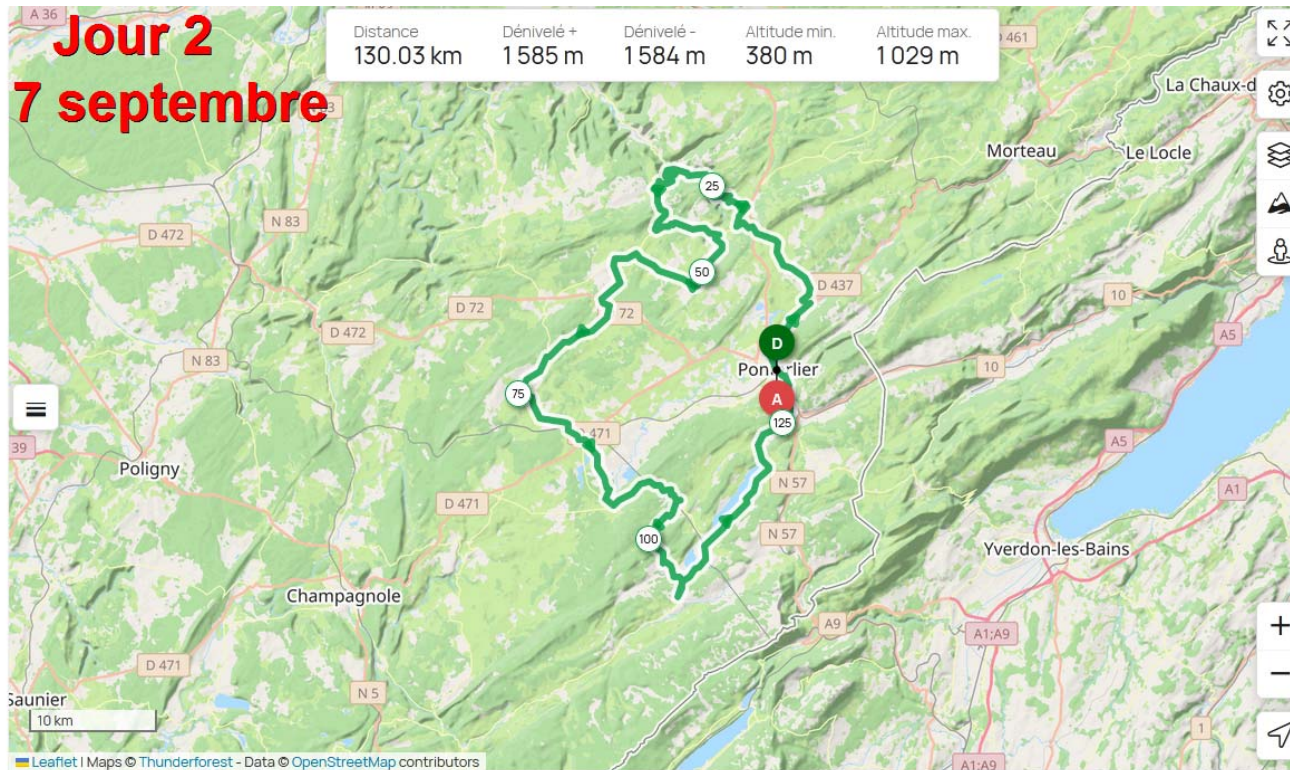 Jour 2
7 septembre
Distance
130.03 km
Dénivelé +
1 585 m
Dénivelé -
1 584 m
Altitude min.
380 m
Altitude max.
1 029 m
A 36
D 461
La Chaux-d
Morteau
Le Locle
N 83
D 472
25
50
D 437
10
D 72
72
D 472
A5
N 83
D
10
75
A
125
D 471
39
Poligny
A5
N 57
A1
D 471
100
N 57
Yverdon-les-Bains
Champagnole
A9
A1;A9
D 471
N 5
Saunier
10 km
1
A1;A9
Leaflet | Maps © Thunderforest - Data © OpenStreetMap contributors